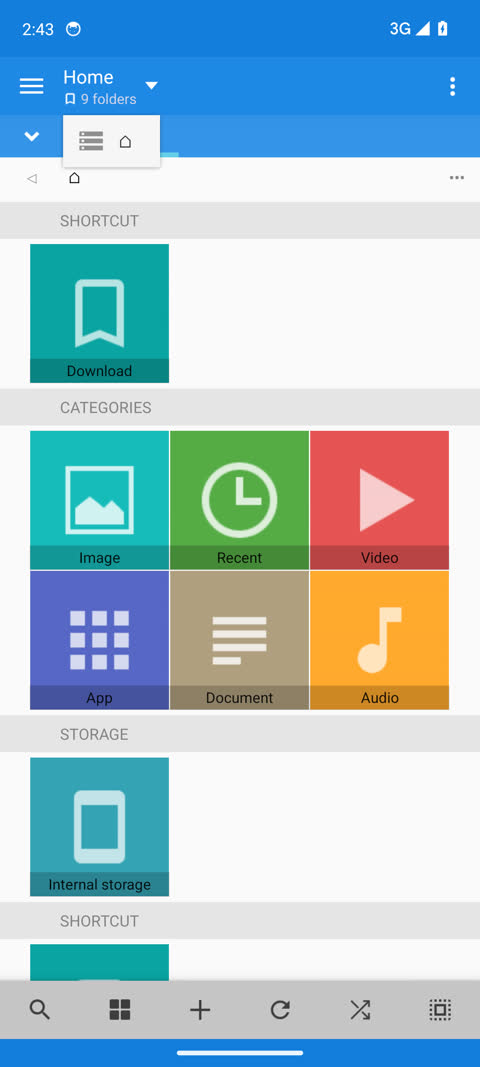 2:43
3G
Home
9 folders
SHORTCUT
Download
CATEGORIES
Image
Recent
Video
App
Document
Audio
STORAGE
Internal storage
SHORTCUT